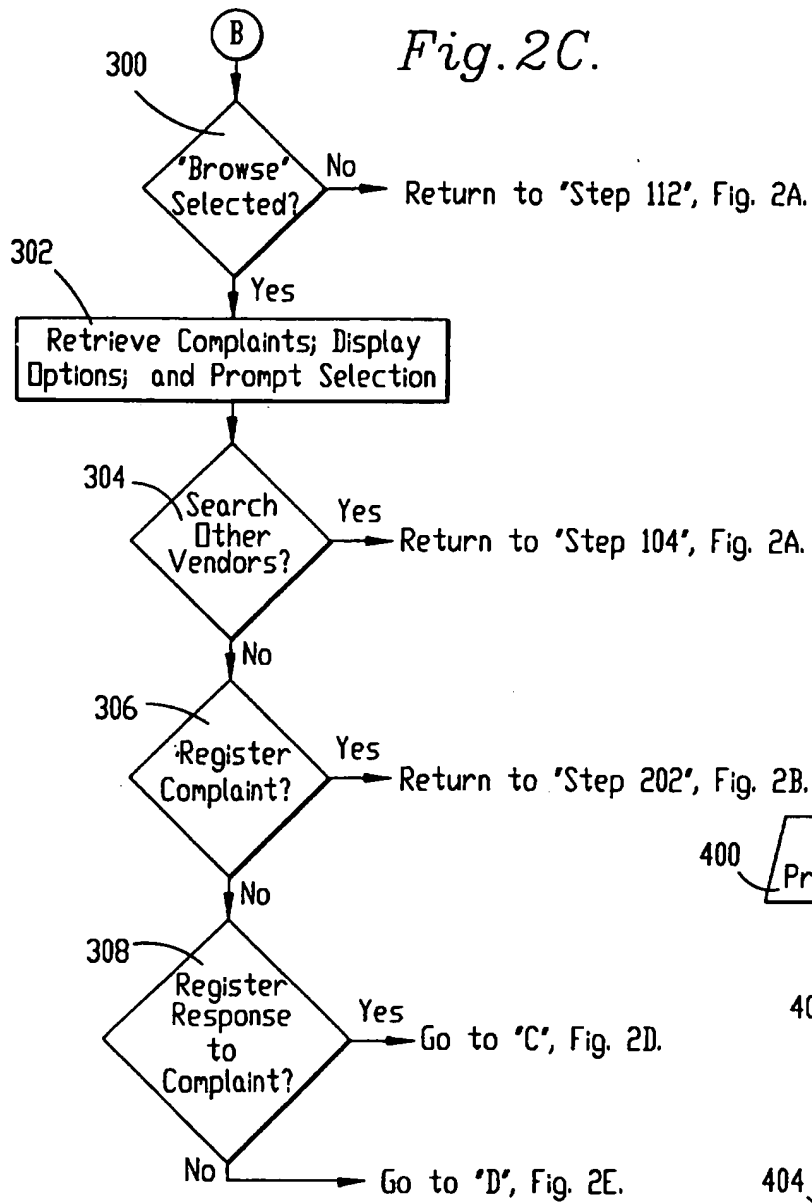 B
Fig. 2C.
300
"Browse"
Selected?
No
Return to "Step 112", Fig. 2A.
Yes
302
Retrieve Complaints; Display
Options; and Prompt Selection
304
Search
Other
Vendors?
Yes
Return to "Step 104", Fig. 2A.
No
306
Register
Complaint?
Yes
Return to "Step 202", Fig. 2B.
No
400
308
Register
Response
to
Complaint?
Yes
Go to "C", Fig. 2D.
No
Go to "D", Fig. 2E.
404